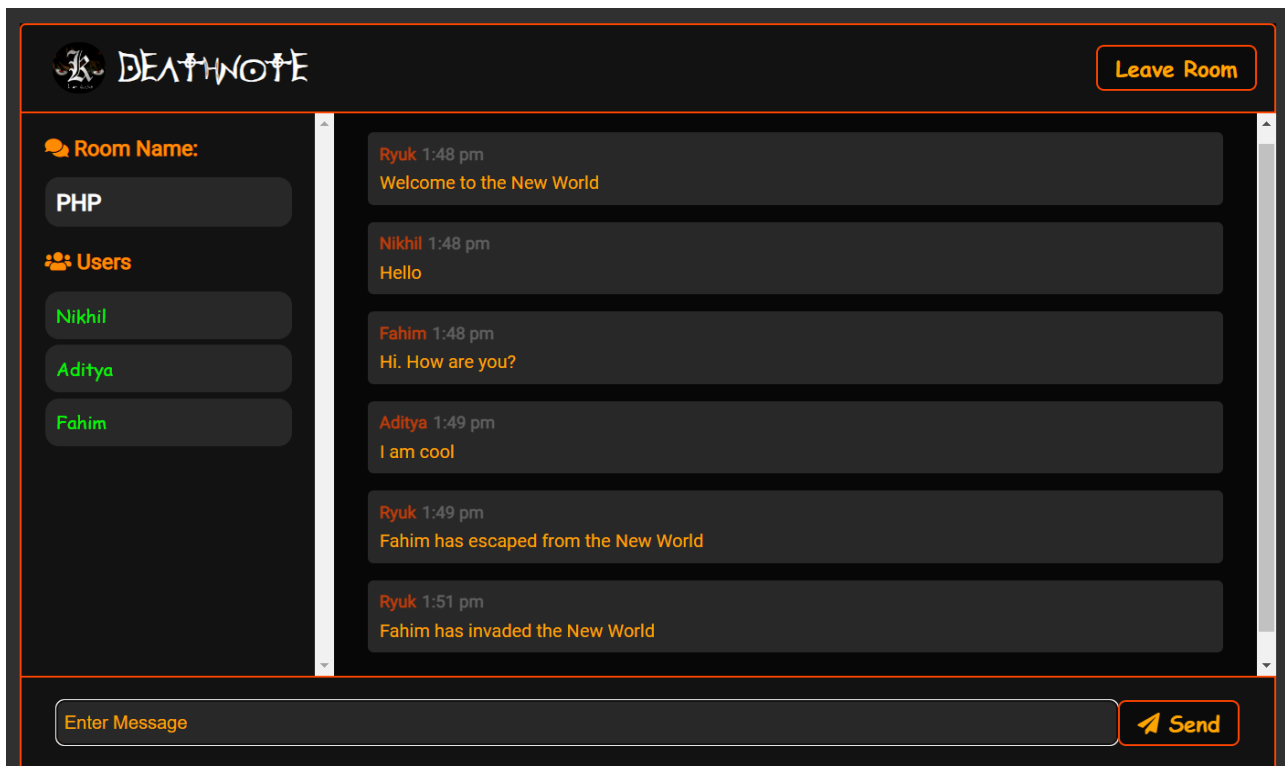 DEATHNOTE
Leave Room
Room Name:
PHP
Users
Nikhil
Aditya
Fahim
Ryuk 1:48 pm
Welcome to the New World
Nikhil 1:48 pm
Hello
Fahim 1:48 pm
Hi. How are you?
Aditya 1:49 pm
I am cool
Ryuk 1:49 pm
Fahim has escaped from the New World
Ryuk 1:51 pm
Fahim has invaded the New World
Enter Message
Send